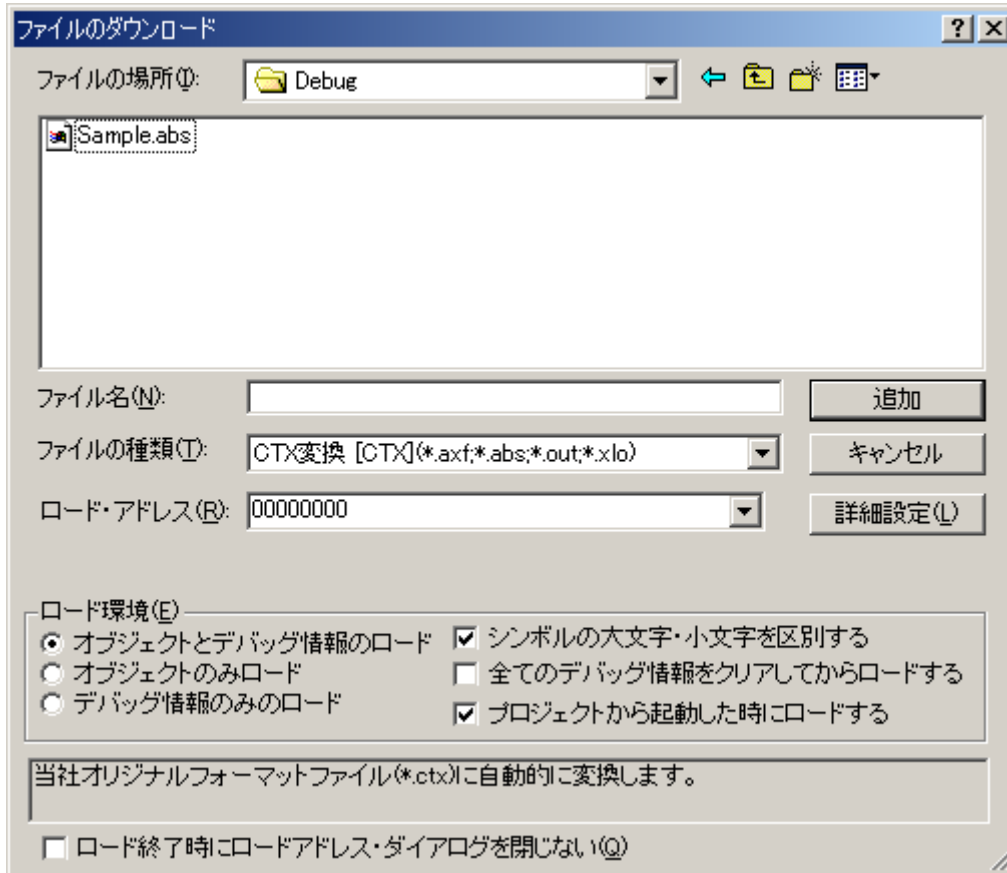 ファイルのダウンロード
ファイルの場所(I): Debug
Sample.abs
ファイル名(N): 追加
ファイルの種類(T): CTX変換 [CTX](*.axf;*.abs;*.out;*.xlo) キャンセル
ロード・アドレス(R): 00000000 詳細設定(L)
ロード環境(E)
オブジェクトとデバッグ情報のロード シンボルの大文字・小文字を区別する
オブジェクトのみロード 全てのデバッグ情報をクリアしてからロードする
デバッグ情報のみのロード プロジェクトから起動した時にロードする
当社オリジナルフォーマットファイル(*.ctx)に自動的に変換します。
ロード終了時にロードアドレス・ダイアログを閉じない(Q)